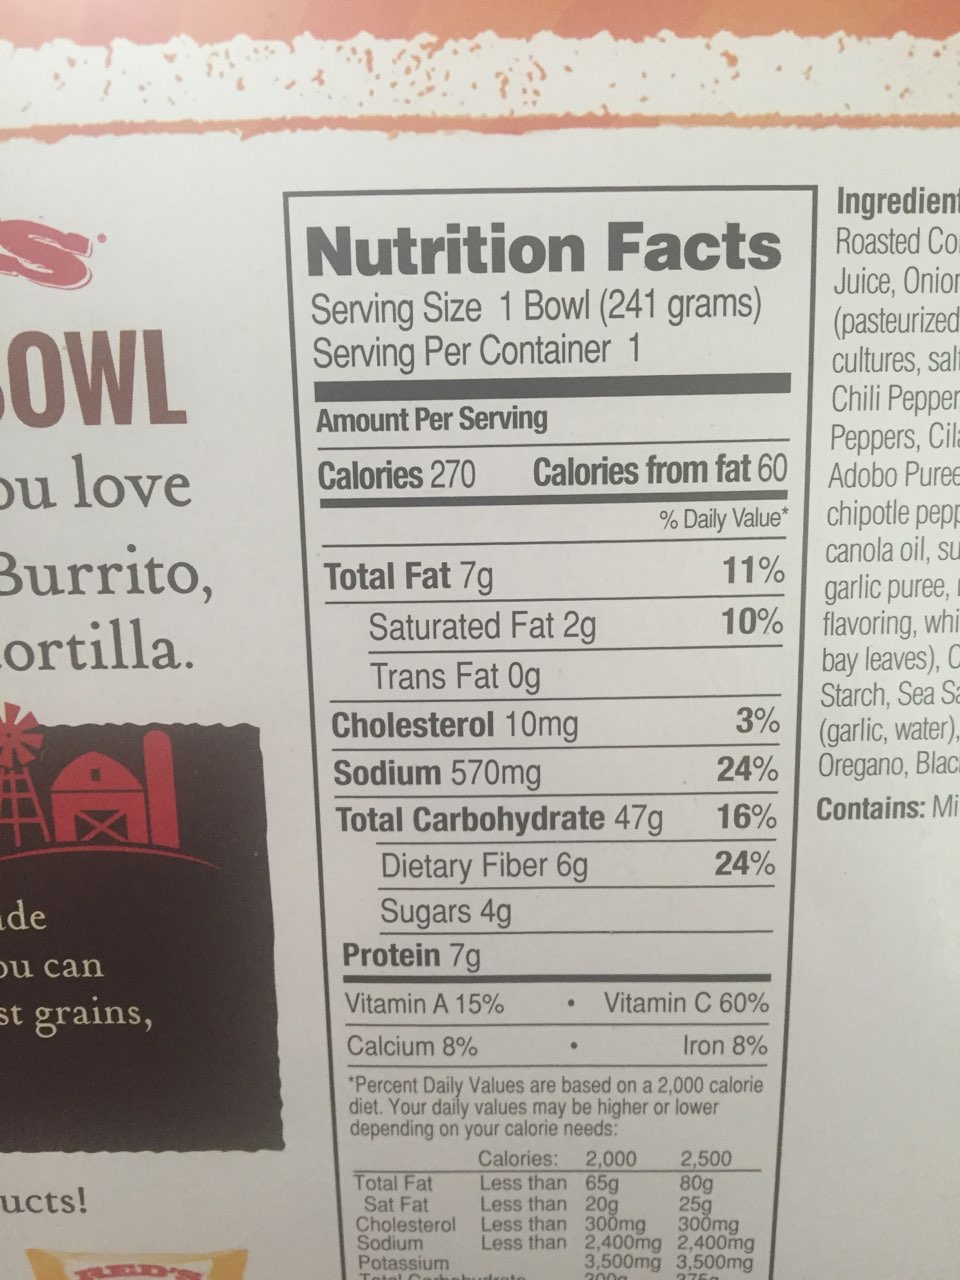 S
OWL
ou love
Burrito,
ortilla.
de
ou can
st grains,
ucts!
RED'S
Nutrition Facts
Serving Size 1 Bowl (241 grams)
Serving Per Container 1
Amount Per Serving
Calories 270 Calories from fat 60
% Daily Value*
Total Fat 7g 11%
Saturated Fat 2g 10%
Trans Fat 0g
Cholesterol 10mg 3%
Sodium 570mg 24%
Total Carbohydrate 47g 16%
Dietary Fiber 6g 24%
Sugars 4g
Protein 7g
Vitamin A 15% • Vitamin C 60%
Calcium 8% • Iron 8%
*Percent Daily Values are based on a 2,000 calorie
diet. Your daily values may be higher or lower
depending on your calorie needs:
Calories: 2,000 2,500
Total Fat Less than 65g 80g
Sat Fat Less than 20g 25g
Cholesterol Less than 300mg 300mg
Sodium Less than 2,400mg 2,400mg
Potassium 3,500mg 3,500mg
Total Carbohydrate 300g 375g
Ingredient
Roasted Co
Juice, Onion
(pasteurized
cultures, salt
Chili Pepper
Peppers, Cila
Adobo Puree
chipotle pepp
canola oil, su
garlic puree,
flavoring, whi
bay leaves), C
Starch, Sea Sa
(garlic, water),
Oregano, Blac
Contains: Mi